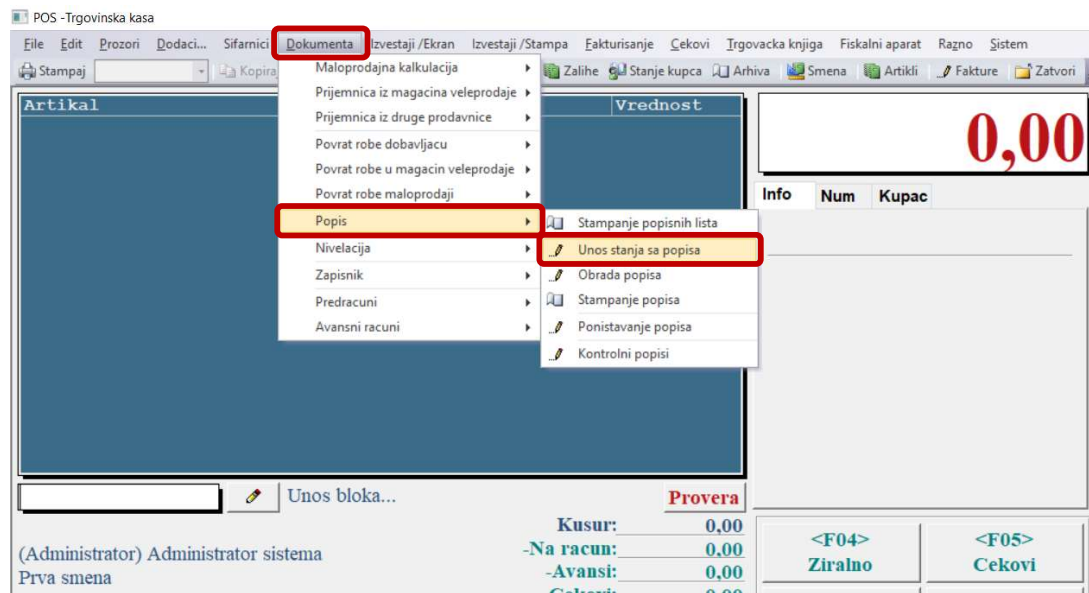 POS -Trgovinska kasa
File Edit Prozori Dodaci... Sifarnici Dokumenta Izvestaji /Ekran Izvestaji /Stampa Fakturisanje Cekovi Trgovacka knjiga Fiskalni aparat Razno Sistem
Stampaj Kopira Zalihe Stanje kupca Arhiva Smena Artikli Fakture Zatvori
Artikal Vrednost
Maloprodajna kalkulacija
Prijemnica iz magacina veleprodaje
Prijemnica iz druge prodavnice
Povrat robe dobavljacu
Povrat robe u magacin veleprodaje
Povrat robe maloprodaji
Popis
Nivelacija
Zapisnik
Predracuni
Avansni racuni
Stampanje popisnih lista
Unos stanja sa popisa
Obrada popisa
Stampanje popisa
Ponistavanje popisa
Kontrolni popisi
0,00
Info Num Kupac
Unos bloka... Provera
(Administrator) Administrator sistema
Prva smena
Kusur: 0,00
-Na racun: 0,00
-Avansi: 0,00
<F04>
Ziralno
<F05>
Cekovi